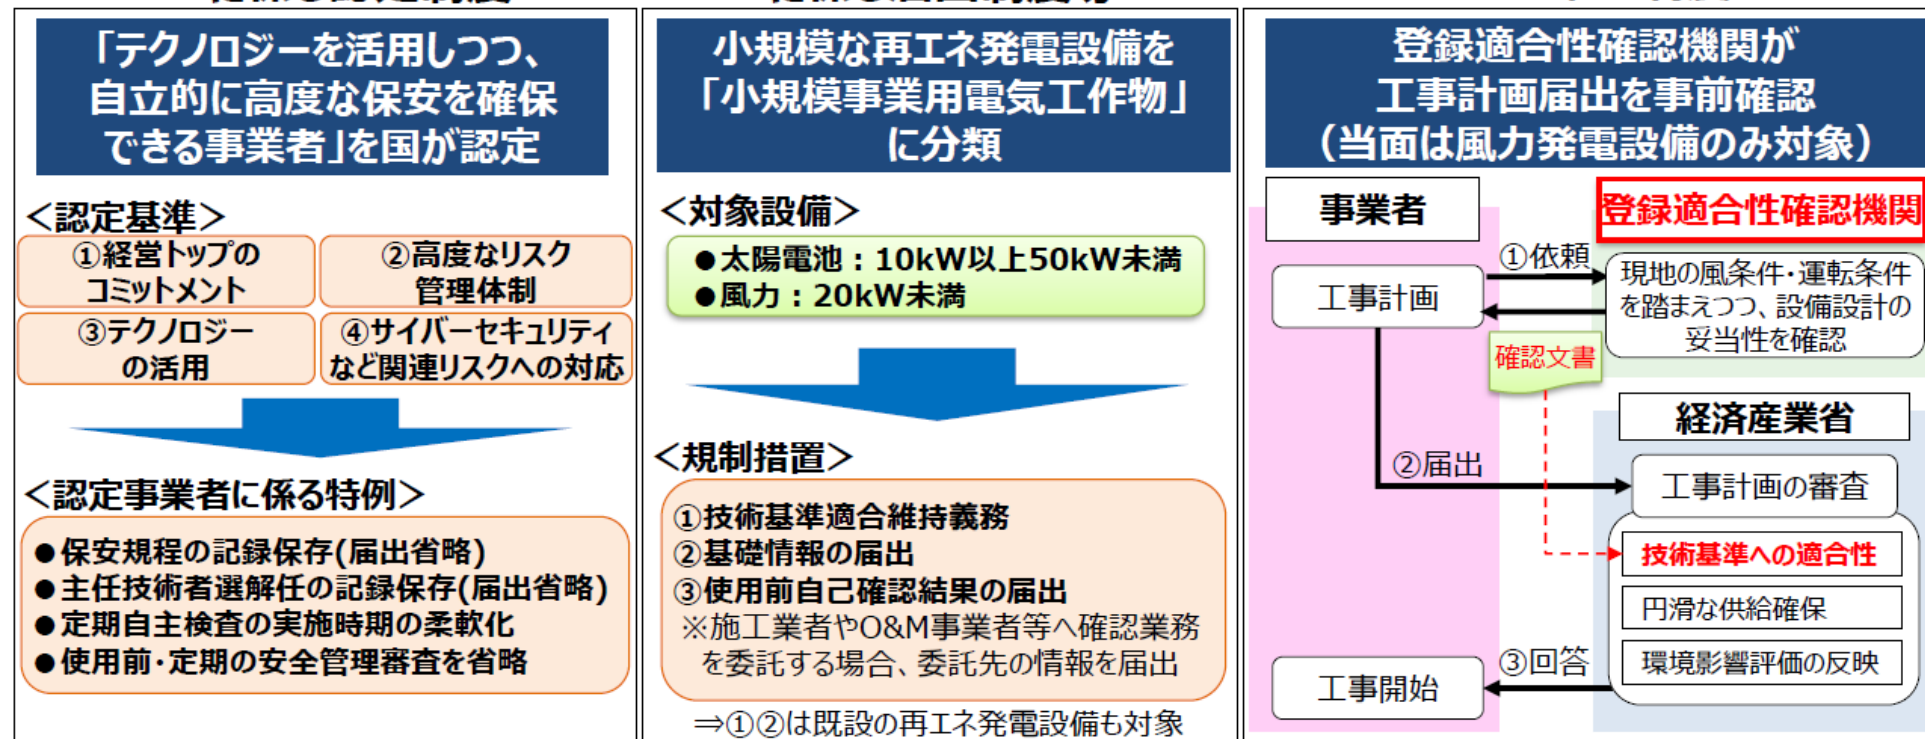 「テクノロジーを活用しつつ、
自立的に高度な保安を確保
できる事業者」を国が認定
＜認定基準＞
①経営トップの
コミットメント
②高度なリスク
管理体制
③テクノロジー
の活用
④サイバーセキュリティ
など関連リスクへの対応
＜認定事業者に係る特例＞
●保安規程の記録保存(届出省略)
●主任技術者選解任の記録保存(届出省略)
●定期自主検査の実施時期の柔軟化
●使用前・定期の安全管理審査を省略
小規模な再エネ発電設備を
「小規模事業用電気工作物」
に分類
＜対象設備＞
●太陽電池：10kW以上50kW未満
●風力：20kW未満
＜規制措置＞
①技術基準適合維持義務
②基礎情報の届出
③使用前自己確認結果の届出
※施工業者やO&M事業者等へ確認業務
を委託する場合、委託先の情報を届出
⇒①②は既設の再エネ発電設備も対象
登録適合性確認機関が
工事計画届出を事前確認
（当面は風力発電設備のみ対象）
事業者
登録適合性確認機関
①依頼
工事計画
現地の風条件・運転条件
を踏まえつつ、設備設計の
妥当性を確認
確認文書
経済産業省
②届出
工事計画の審査
技術基準への適合性
円滑な供給確保
環境影響評価の反映
③回答
工事開始